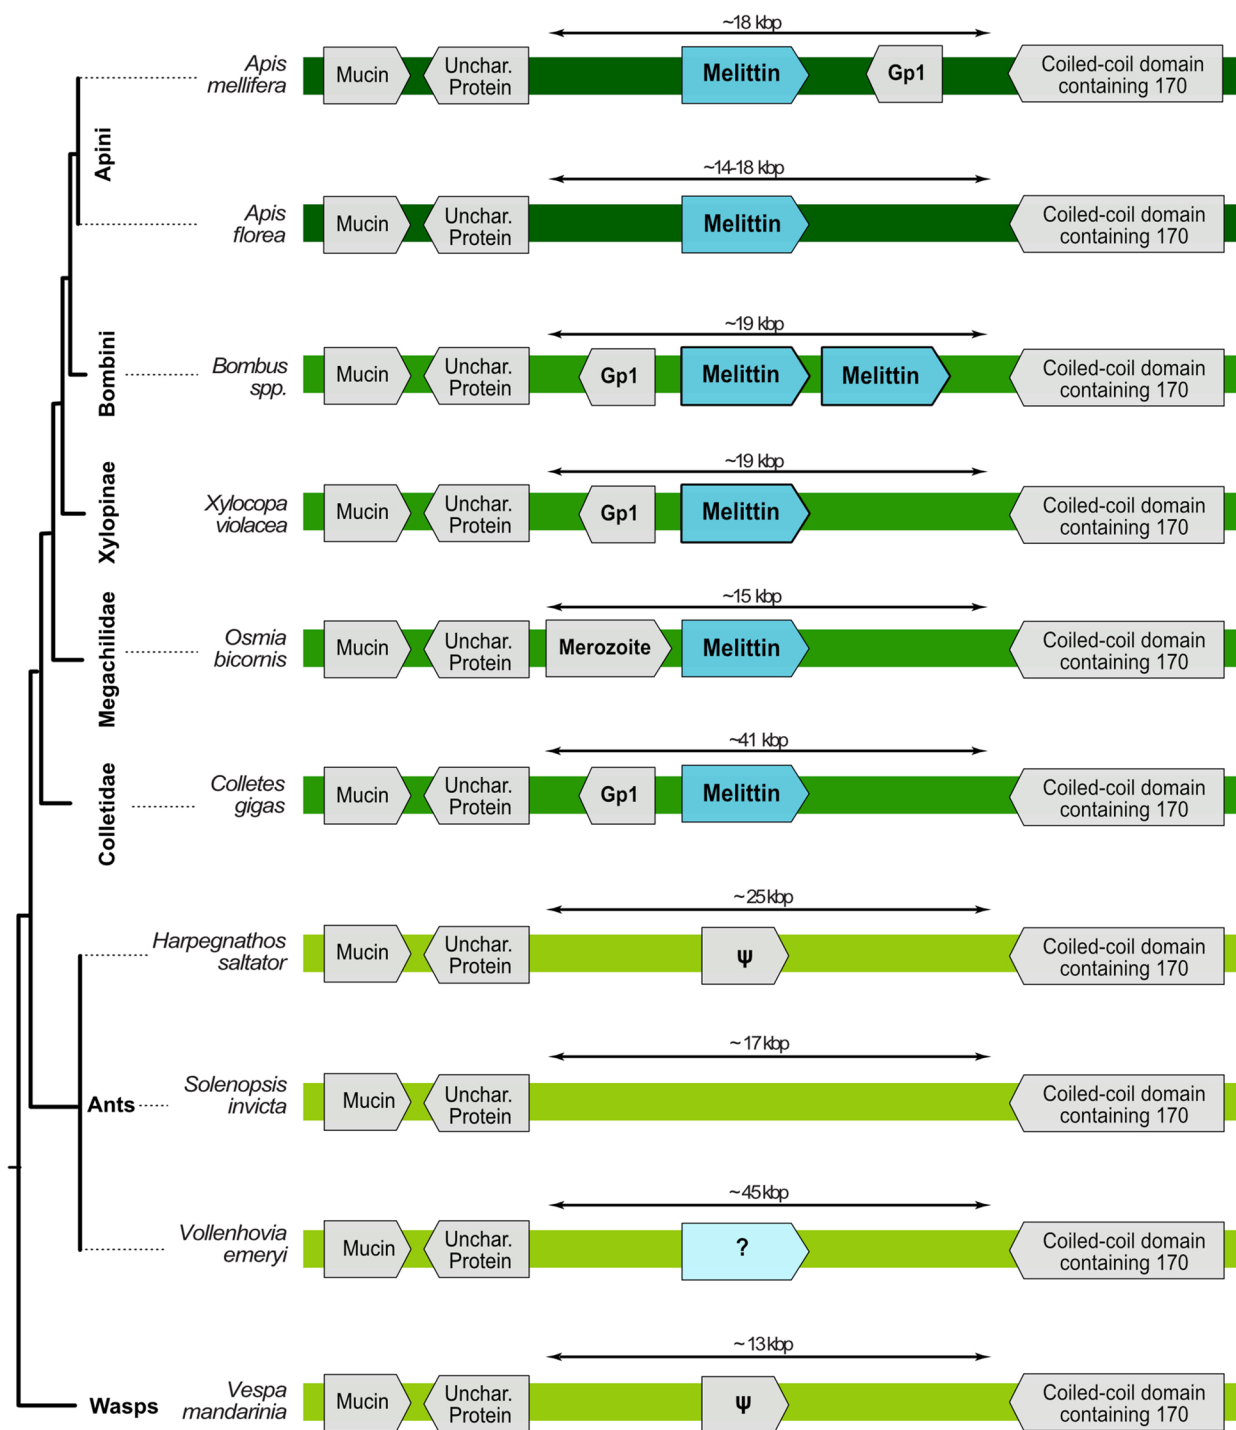 ~18 kbp
Apis
mellifera
Mucin
Unchar.
Protein
Melittin
Gp1
Coiled-coil domain
containing 170
Apini
~14-18 kbp
Apis
florea
Mucin
Unchar.
Protein
Melittin
Coiled-coil domain
containing 170
Bombini
~19 kbp
Bombus
spp.
Mucin
Unchar.
Protein
Gp1
Melittin
Melittin
Coiled-coil domain
containing 170
Xylopinae
~19 kbp
Xylocopa
violacea
Mucin
Unchar.
Protein
Gp1
Melittin
Coiled-coil domain
containing 170
Megachilidae
~15 kbp
Osmia
bicornis
Mucin
Unchar.
Protein
Merozoite
Melittin
Coiled-coil domain
containing 170
Colletidae
~41 kbp
Colletes
gigas
Mucin
Unchar.
Protein
Gp1
Melittin
Coiled-coil domain
containing 170
~25 kbp
Harpegnathos
saltator
Mucin
Unchar.
Protein
ψ
Coiled-coil domain
containing 170
Ants
~17 kbp
Solenopsis
invicta
Mucin
Unchar.
Protein
Coiled-coil domain
containing 170
~45 kbp
Vollenhovia
emeryi
Mucin
Unchar.
Protein
?
Coiled-coil domain
containing 170
Wasps
~13 kbp
Vespa
mandarinia
Mucin
Unchar.
Protein
ψ
Coiled-coil domain
containing 170